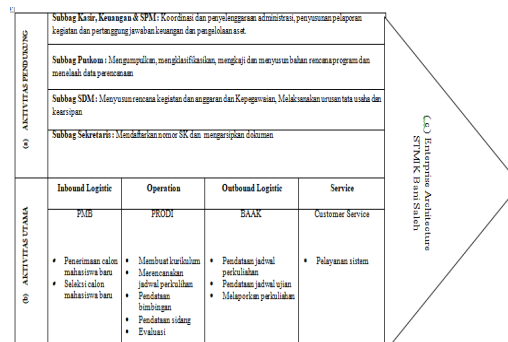 Subbag Kasir, Keuangan & SPM : Koordinasi dan penyelenggaraan administrasi, penyusunan pelaporan
kegiatan dan pertanggung jawaban keuangan dan pengelolaan aset.
Subbag Puskom : Mengumpulkan, mengklasifikasikan, mengkaji dan menyusun bahan rencana program dan
menelaah data perencanaan
Subbag SDM : Menyusun rencana kegiatan dan anggaran dan Kepegawaian, Melaksanakan urusan tata usaha dan
kearsipan
Subbag Sekretaris : Mendaftarkan nomor SK dan mengarsipkan dokumen
(a) AKTIVITAS PENDUKUNG
Inbound Logistic
Operation
Outbound Logistic
Service
PMB
PRODI
BAAK
Customer Service
• Penerimaan calon
mahasiswa baru
• Seleksi calon
mahasiswa baru
• Membuat kurikulum
• Merencanakan
jadwal perkulihan
• Pendataan
bimbingan
• Pendataan sidang
• Evaluasi
• Pendataan jadwal
perkuliahan
• Pendataan jadwal ujian
• Melaporkan perkuliahan
• Pelayanan sistem
(b) AKTIVITAS UTAMA
(c) Enterprise Architecture
STMIK Bani Saleh